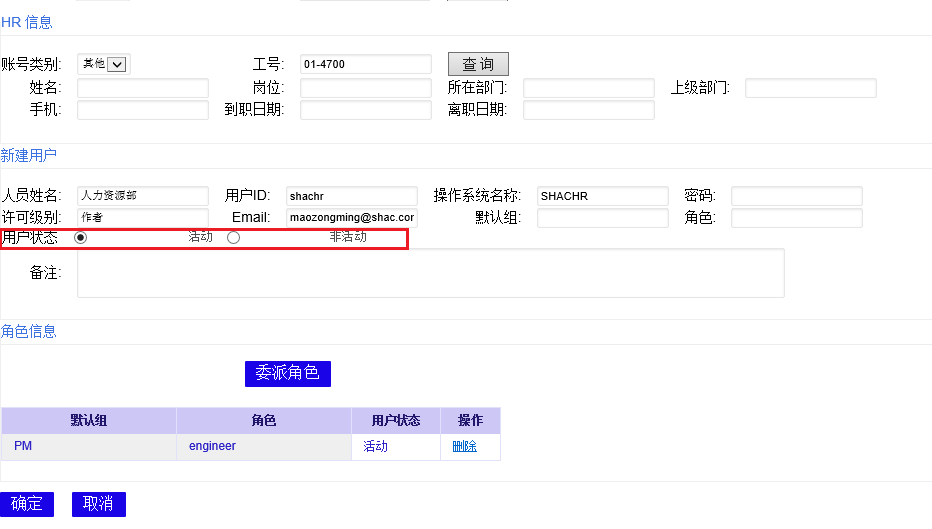 HR 信息
账号类别: 其他 工号: 01-4700 查 询
姓名: 岗位: 所在部门: 上级部门:
手机: 到职日期: 离职日期:
新建用户
人员姓名: 人力资源部 用户ID: shachr 操作系统名称: SHACHR 密码:
许可级别: 作者 Email: maozongming@shac.cor 默认组: 角色:
用户状态 活动 非活动
备注:
角色信息
委派角色
默认组 角色 用户状态 操作
PM engineer 活动 删除
确定 取消